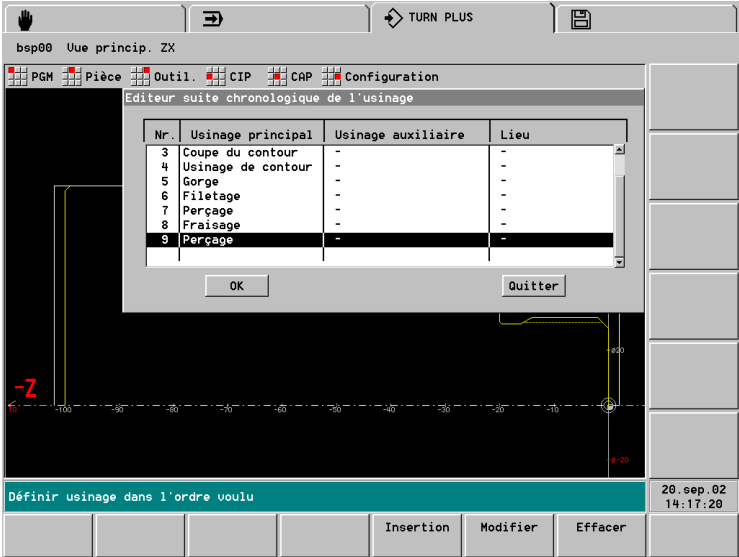 TURN PLUS
bsp00 Vue princip. ZX
PGM Pièce Outil. CIP CAP Configuration
Editeur suite chronologique de l'usinage
Nr. Usinage principal Usinage auxiliaire Lieu
3 Coupe du contour - -
4 Usinage de contour - -
5 Gorge - -
6 Filetage - -
7 Perçage - -
8 Fraisage - -
9 Perçage - -
OK Quitter
ø20
-Z
-100 -90 -80 -70 -60 -50 -40 -30 -20 -10
ø-20
Définir usinage dans l'ordre voulu
20.sep.02
14:17:20
Insertion Modifier Effacer